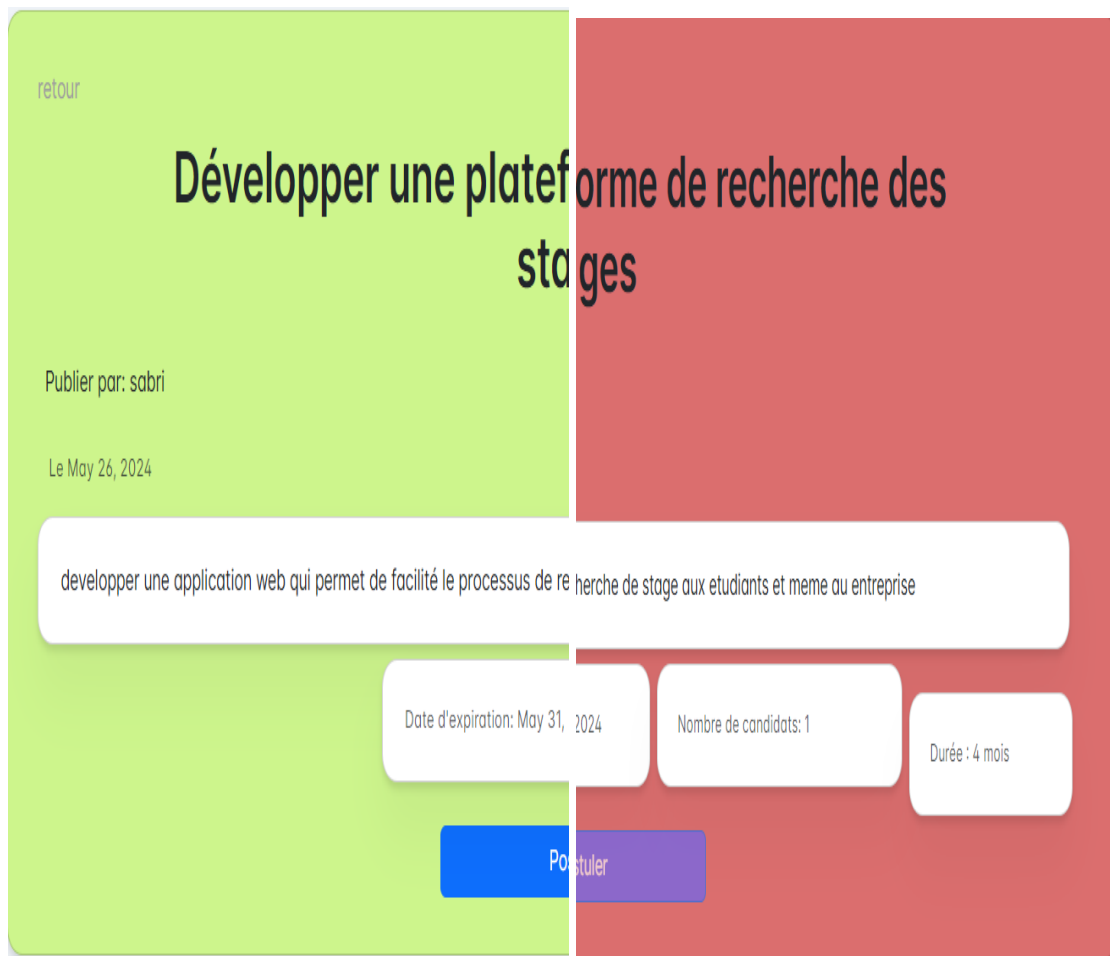 retour
Développer une plateforme de recherche des
stages
Publier par: sabri
Le May 26, 2024
developper une application web qui permet de facilité le processus de reherche de stage aux etudiants et meme au entreprise
Date d'expiration: May 31, 2024
Nombre de candidats: 1
Durée : 4 mois
Postuler